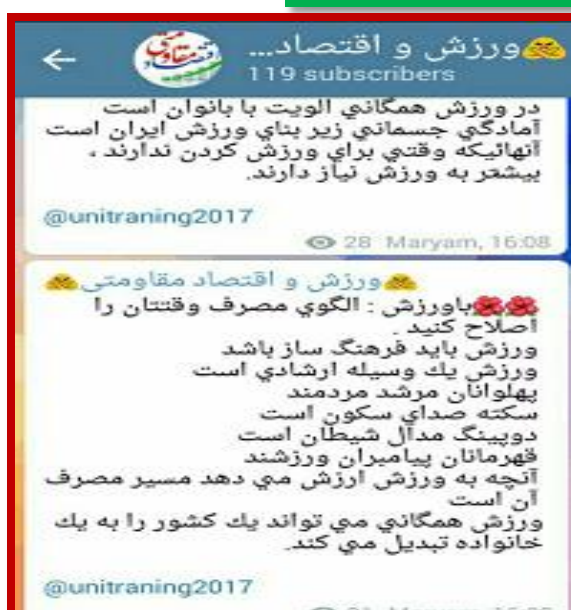 ورزش و اقتصاد...
119 subscribers
در ورزش همگاني الويت با بانوان است
آمادگي جسماني زير بناي ورزش ايران است
آنهائيكه وقتي براي ورزش كردن ندارند ،
بيشتر به ورزش نياز دارند.
@unitraning2017
28 Maryam, 16:08
ورزش و اقتصاد مقاومتی
باورزش : الگوي مصرف وقتتان را
اصلاح كنيد .
ورزش بايد فرهنگ ساز باشد
ورزش يك وسيله ارشادي است
پهلوانان مرشد مردمند
سكته صداي سكون است
دوپينگ مدال شيطان است
قهرمانان پيامبران ورزشند
آنچه به ورزش ارزش مي دهد مسير مصرف
آن است
ورزش همگاني مي تواند يك كشور را به يك
خانواده تبديل مي كند.
@unitraning2017